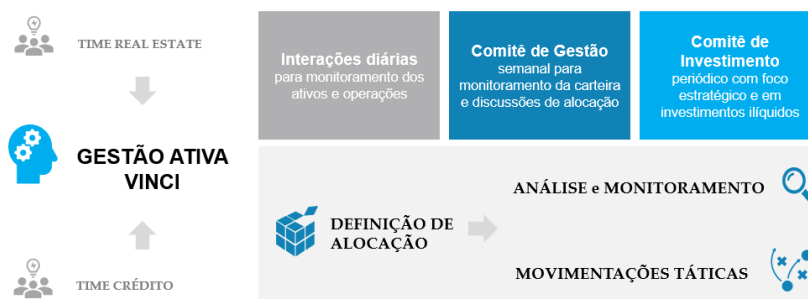 TIME REAL ESTATE
GESTÃO ATIVA
VINCI
TIME CRÉDITO
Interações diárias
para monitoramento dos
ativos e operações
Comitê de Gestão
semanal para
monitoramento da carteira
e discussões de alocação
Comitê de
Investimento
periódico com foco
estratégico e em
investimentos ilíquidos
DEFINIÇÃO DE
ALOCAÇÃO
ANÁLISE e MONITORAMENTO
MOVIMENTAÇÕES TÁTICAS